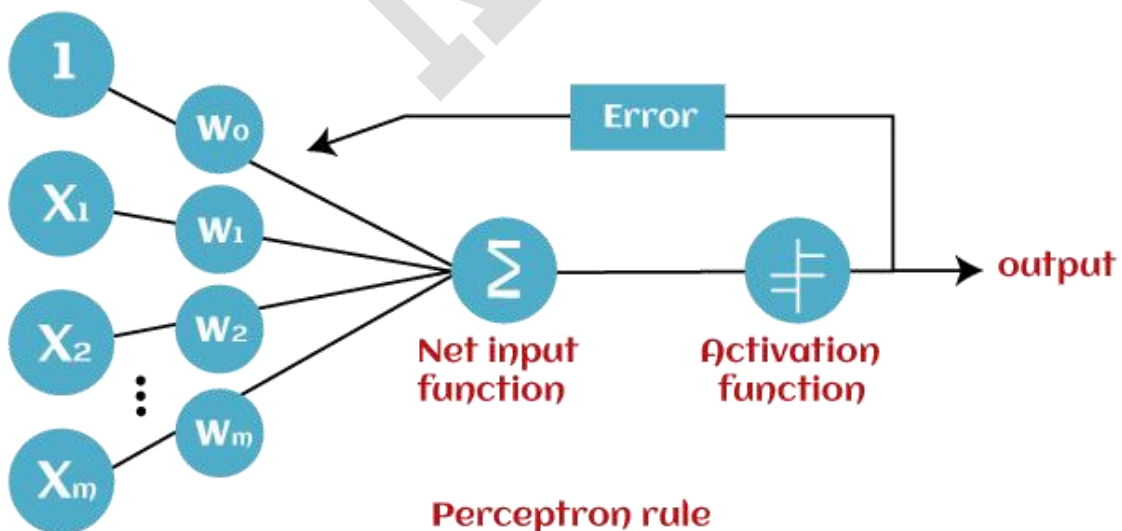 1
W0
Error
X1
W1
Σ
output
X2
W2
Net input
function
Activation
function
Wm
Xm
Perceptron rule